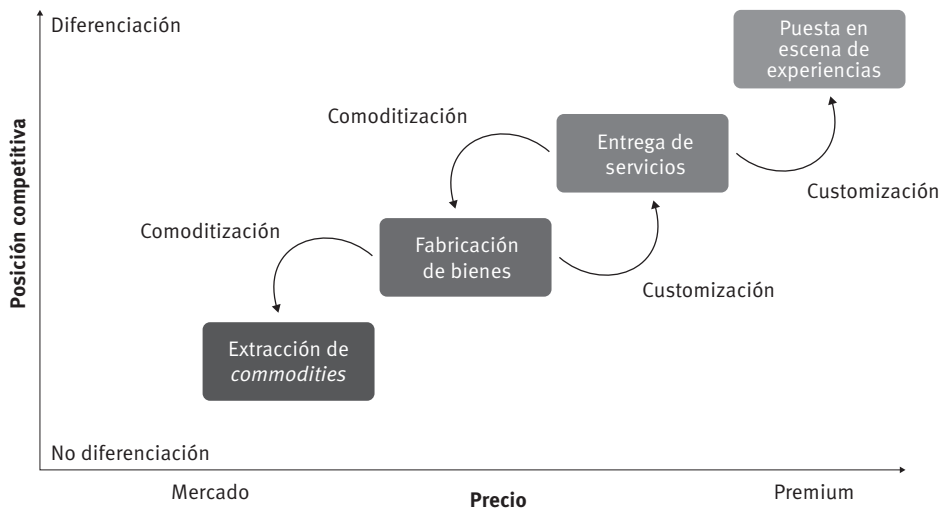 Diferenciación
Puesta en
escena de
experiencias
Comoditización
Entrega de
servicios
Customización
Comoditización
Fabricación
de bienes
Customización
Extracción de
commodities
No diferenciación
Posición competitiva
Mercado
Precio
Premium